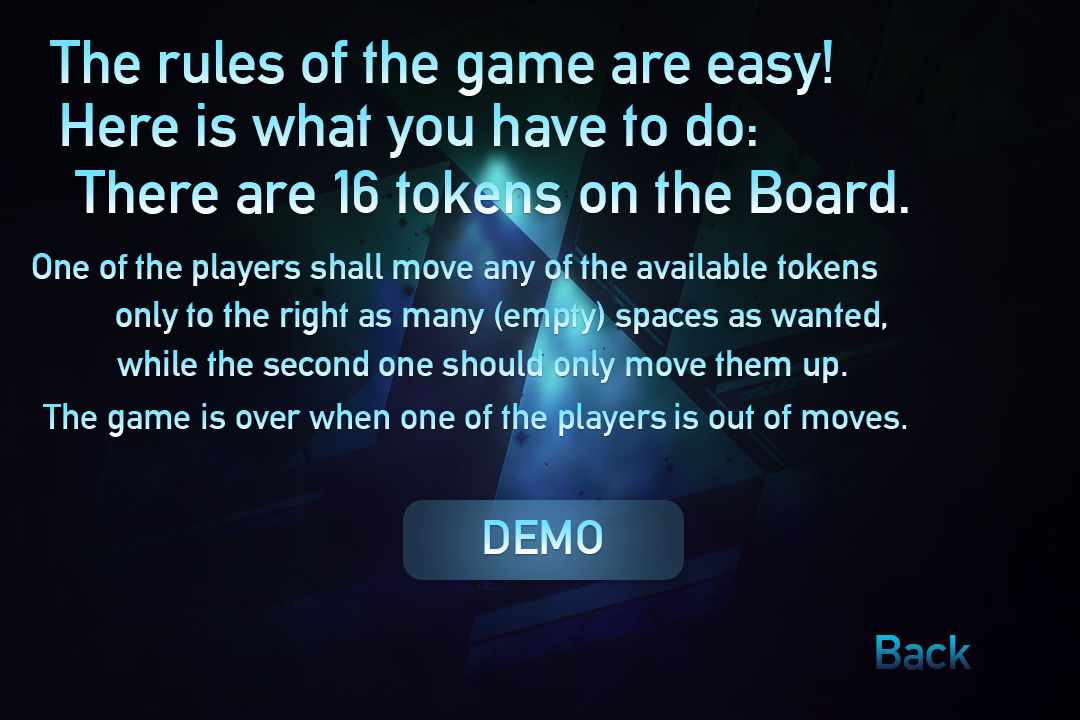 The rules of the game are easy!
Here is what you have to do:
There are 16 tokens on the Board.
One of the players shall move any of the available tokens
only to the right as many (empty) spaces as wanted,
while the second one should only move them up.
The game is over when one of the players is out of moves.
DEMO
Back